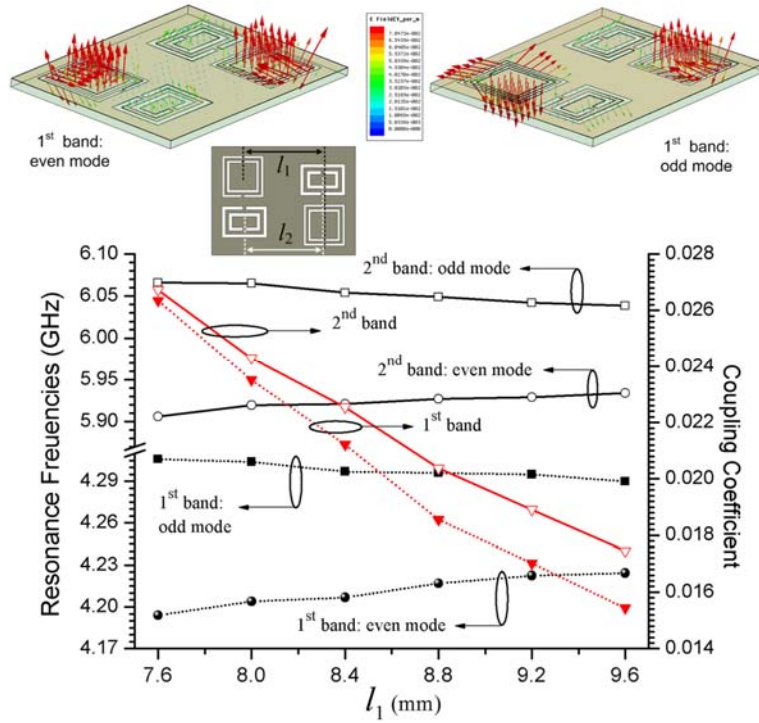 E Field[V_per_m
1st band:
even mode
1st band:
odd mode
l1
l2
2nd band: odd mode
2nd band
2nd band: even mode
1st band
1st band:
odd mode
1st band: even mode
6.10
6.05
6.00
5.95
5.90
4.29
4.26
4.23
4.20
4.17
Resonance Freuencies (GHz)
0.028
0.026
0.024
0.022
0.020
0.018
0.016
0.014
Coupling Coefficient
7.6 8.0 8.4 8.8 9.2 9.6
l1 (mm)